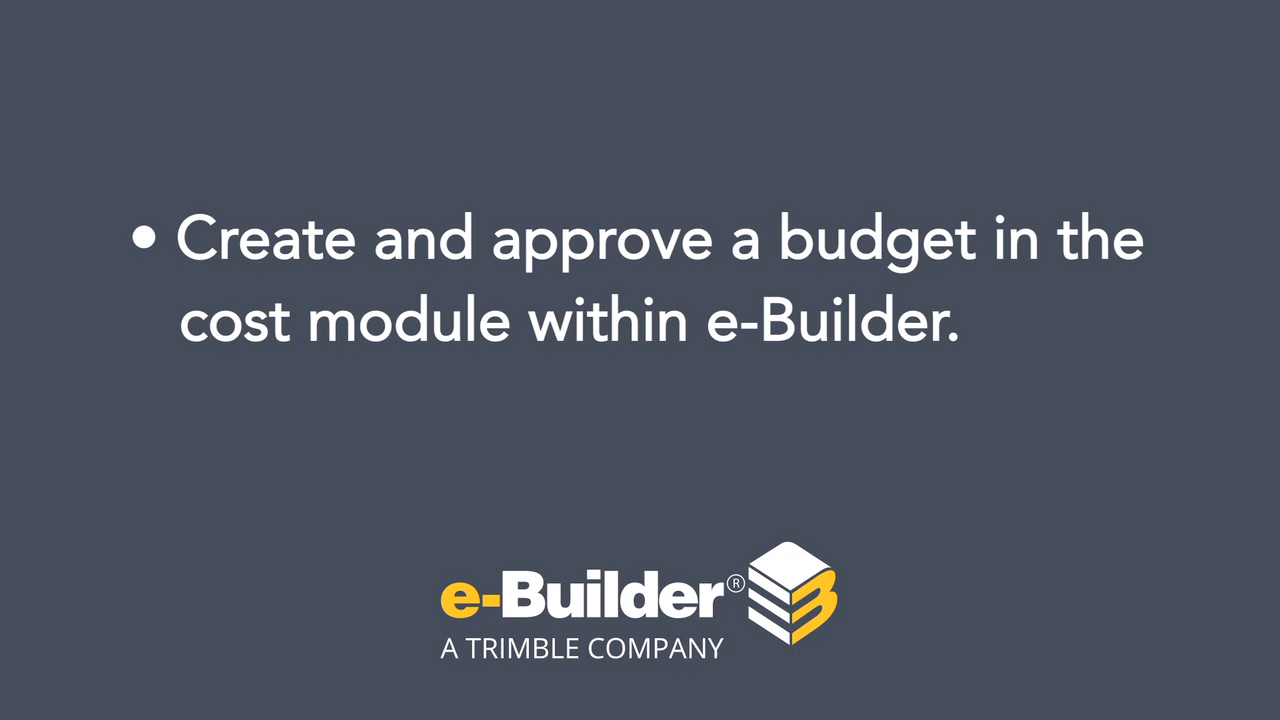 • Create and approve a budget in the
cost module within e-Builder.
e-Builder®
A TRIMBLE COMPANY